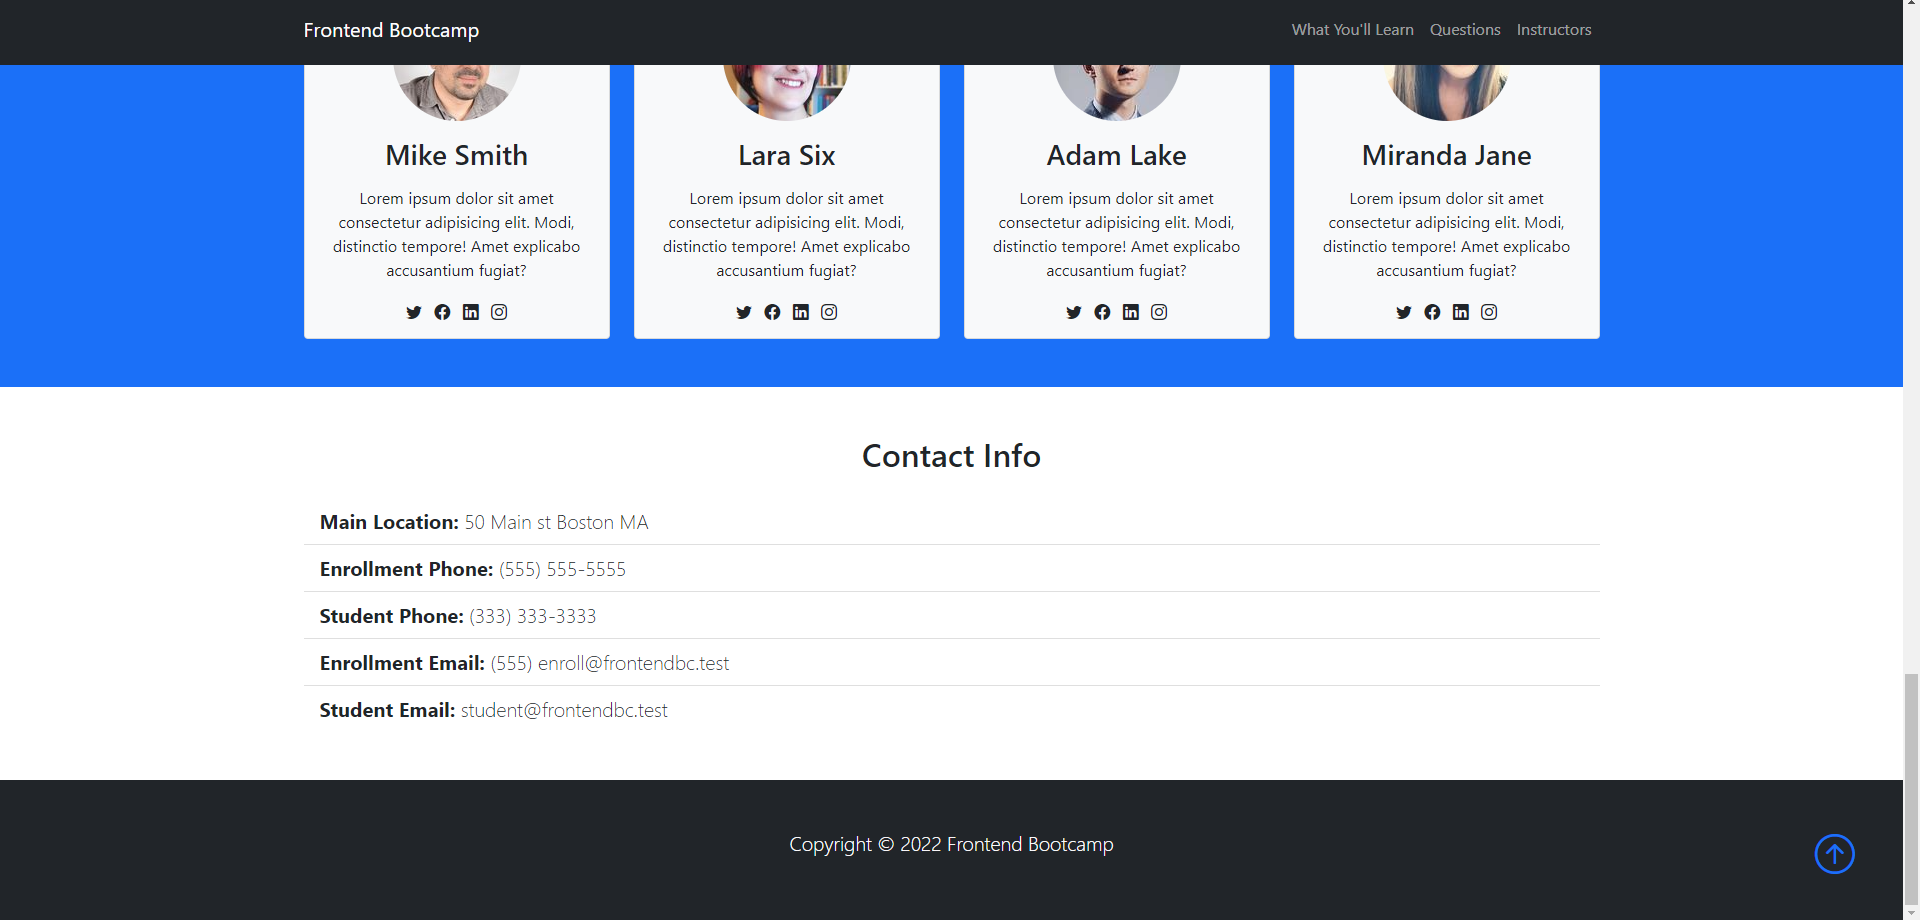 Frontend Bootcamp
What You'll Learn Questions Instructors
Mike Smith
Lorem ipsum dolor sit amet
consectetur adipisicing elit. Modi,
distinctio tempore! Amet explicabo
accusantium fugiat?
Lara Six
Lorem ipsum dolor sit amet
consectetur adipisicing elit. Modi,
distinctio tempore! Amet explicabo
accusantium fugiat?
Adam Lake
Lorem ipsum dolor sit amet
consectetur adipisicing elit. Modi,
distinctio tempore! Amet explicabo
accusantium fugiat?
Miranda Jane
Lorem ipsum dolor sit amet
consectetur adipisicing elit. Modi,
distinctio tempore! Amet explicabo
accusantium fugiat?
Contact Info
Main Location: 50 Main st Boston MA
Enrollment Phone: (555) 555-5555
Student Phone: (333) 333-3333
Enrollment Email: (555) enroll@frontendbc.test
Student Email: student@frontendbc.test
Copyright © 2022 Frontend Bootcamp